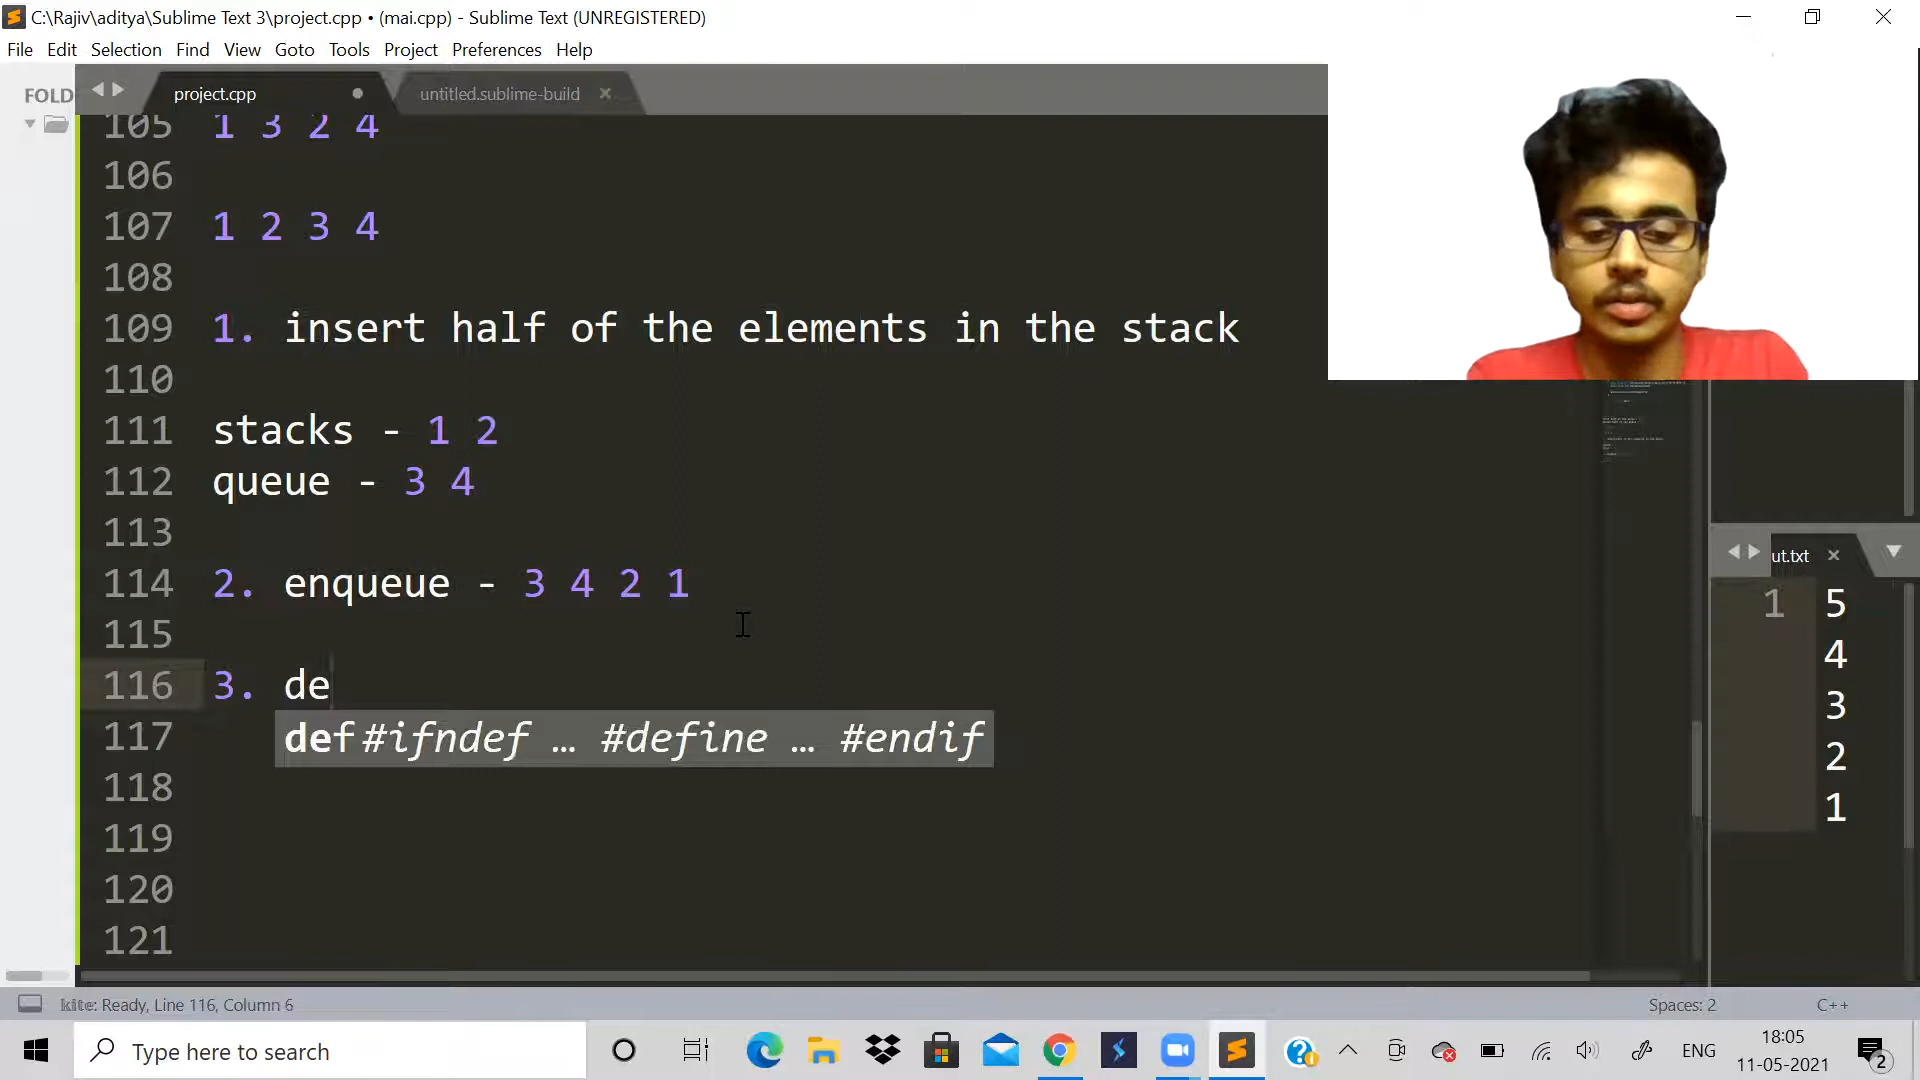 C:\Rajiv\aditya\Sublime Text 3\project.cpp • (mai.cpp) - Sublime Text (UNREGISTERED)
File Edit Selection Find View Goto Tools Project Preferences Help
FOLD
project.cpp
untitled.sublime-build
105 1 3 2 4
106
107 1 2 3 4
108
109 1. insert half of the elements in the stack
110
111 stacks - 1 2
112 queue - 3 4
113
114 2. enqueue - 3 4 2 1
115
116 3. de
117 def #ifndef … #define … #endif
118
119
120
121
ut.txt
1 5
4
3
2
1
kite: Ready, Line 116, Column 6
Spaces: 2
C++
Type here to search
ENG
18:05
11-05-2021
2